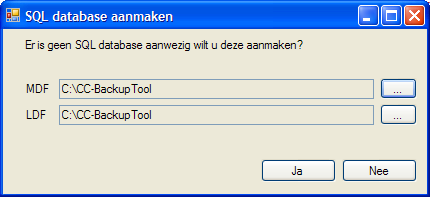 SQL database aanmaken
Er is geen SQL database aanwezig wilt u deze aanmaken?
MDF C:\CC-BackupTool ...
LDF C:\CC-BackupTool ...
Ja Nee